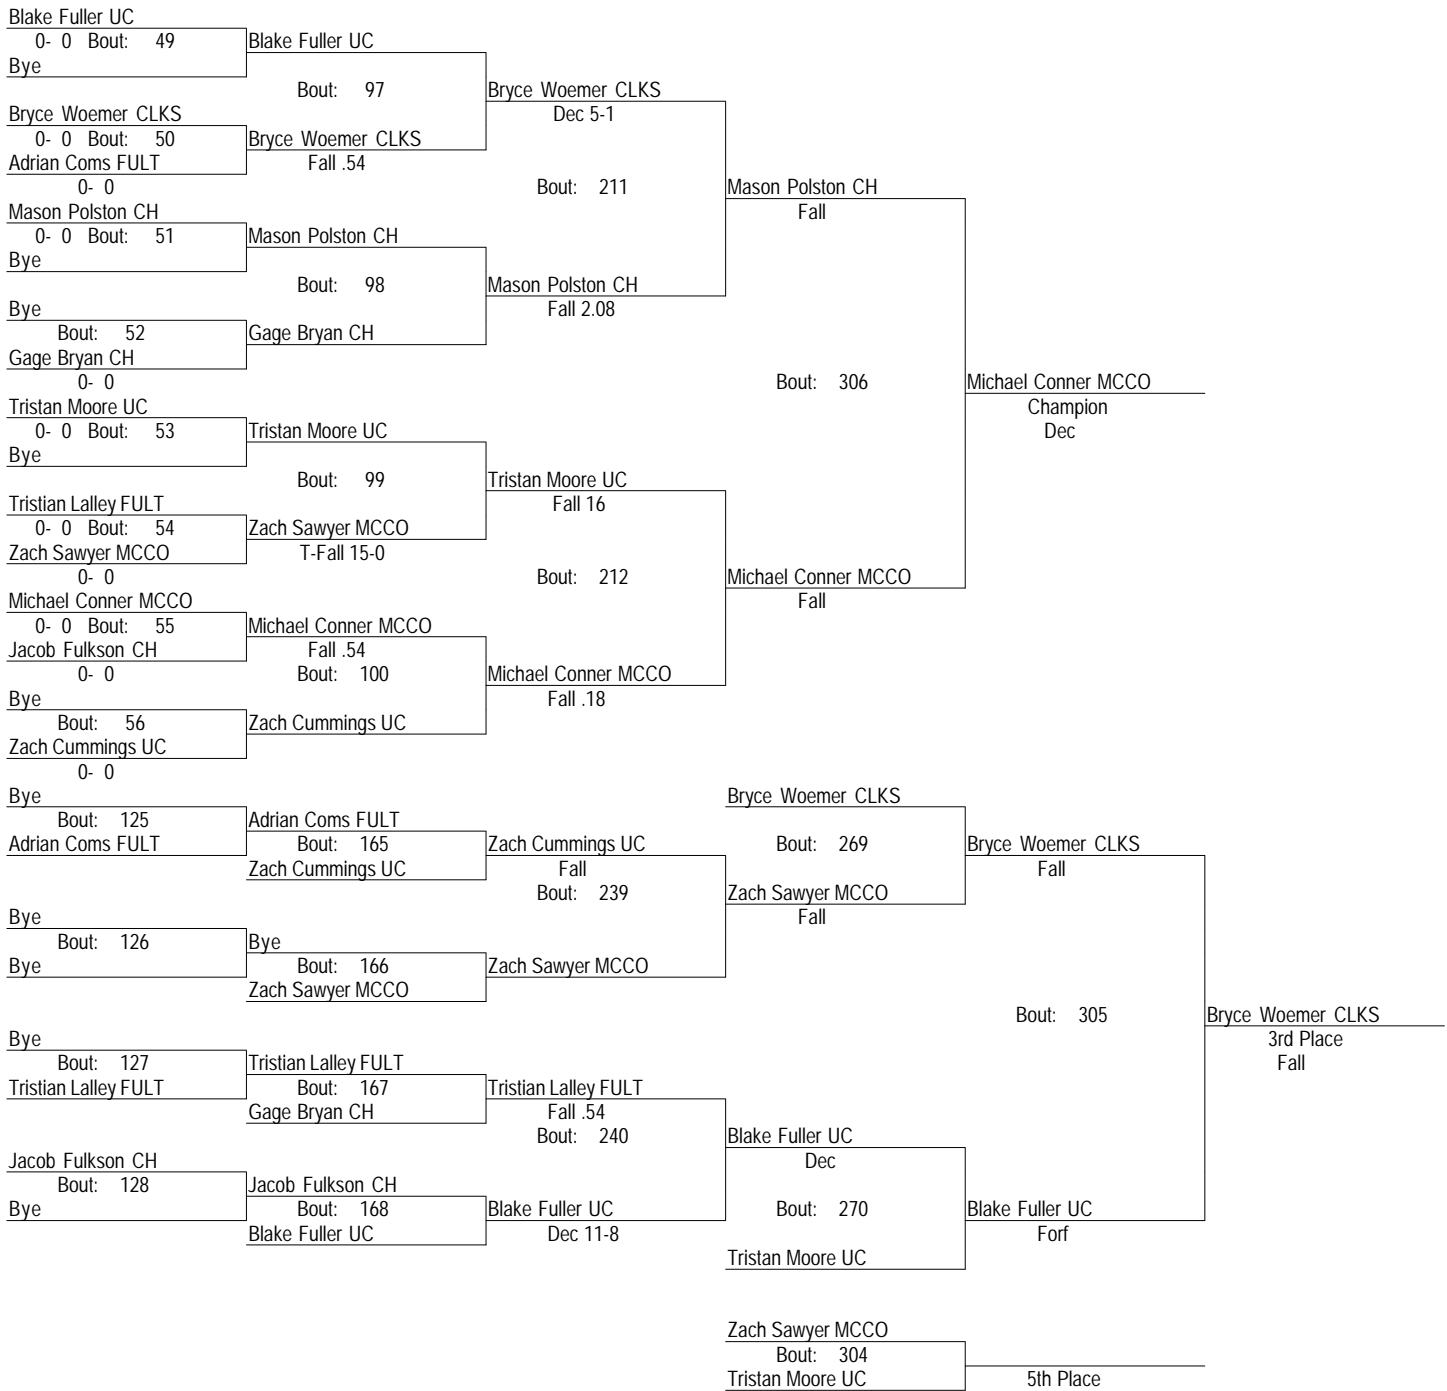 Blake Fuller UC
0- 0 Bout: 49
Blake Fuller UC
Bye
Bout: 97
Bryce Woemer CLKS
Bryce Woemer CLKS
Dec 5-1
0- 0 Bout: 50
Bryce Woemer CLKS
Adrian Coms FULT
Fall .54
0- 0
Bout: 211
Mason Polston CH
Mason Polston CH
Fall
0- 0 Bout: 51
Mason Polston CH
Bye
Bout: 98
Mason Polston CH
Bye
Fall 2.08
Bout: 52
Gage Bryan CH
Gage Bryan CH
0- 0
Bout: 306
Michael Conner MCCO
Tristan Moore UC
Champion
0- 0 Bout: 53
Tristan Moore UC
Dec
Bye
Bout: 99
Tristan Moore UC
Tristian Lalley FULT
Fall 16
0- 0 Bout: 54
Zach Sawyer MCCO
Zach Sawyer MCCO
T-Fall 15-0
0- 0
Bout: 212
Michael Conner MCCO
Michael Conner MCCO
Fall
0- 0 Bout: 55
Michael Conner MCCO
Jacob Fulkson CH
Fall .54
0- 0
Bout: 100
Michael Conner MCCO
Bye
Fall .18
Bout: 56
Zach Cummings UC
Zach Cummings UC
0- 0
Bye
Bryce Woemer CLKS
Bout: 125
Adrian Coms FULT
Adrian Coms FULT
Bout: 165
Zach Cummings UC
Bout: 269
Bryce Woemer CLKS
Zach Cummings UC
Fall
Fall
Bout: 239
Zach Sawyer MCCO
Bye
Fall
Bout: 126
Bye
Bye
Bout: 166
Zach Sawyer MCCO
Zach Sawyer MCCO
Bout: 305
Bryce Woemer CLKS
Bye
3rd Place
Bout: 127
Tristian Lalley FULT
Fall
Tristian Lalley FULT
Bout: 167
Tristian Lalley FULT
Gage Bryan CH
Fall .54
Bout: 240
Blake Fuller UC
Jacob Fulkson CH
Dec
Bout: 128
Jacob Fulkson CH
Bye
Bout: 168
Blake Fuller UC
Bout: 270
Blake Fuller UC
Blake Fuller UC
Dec 11-8
Forf
Tristan Moore UC
Zach Sawyer MCCO
Bout: 304
Tristan Moore UC
5th Place